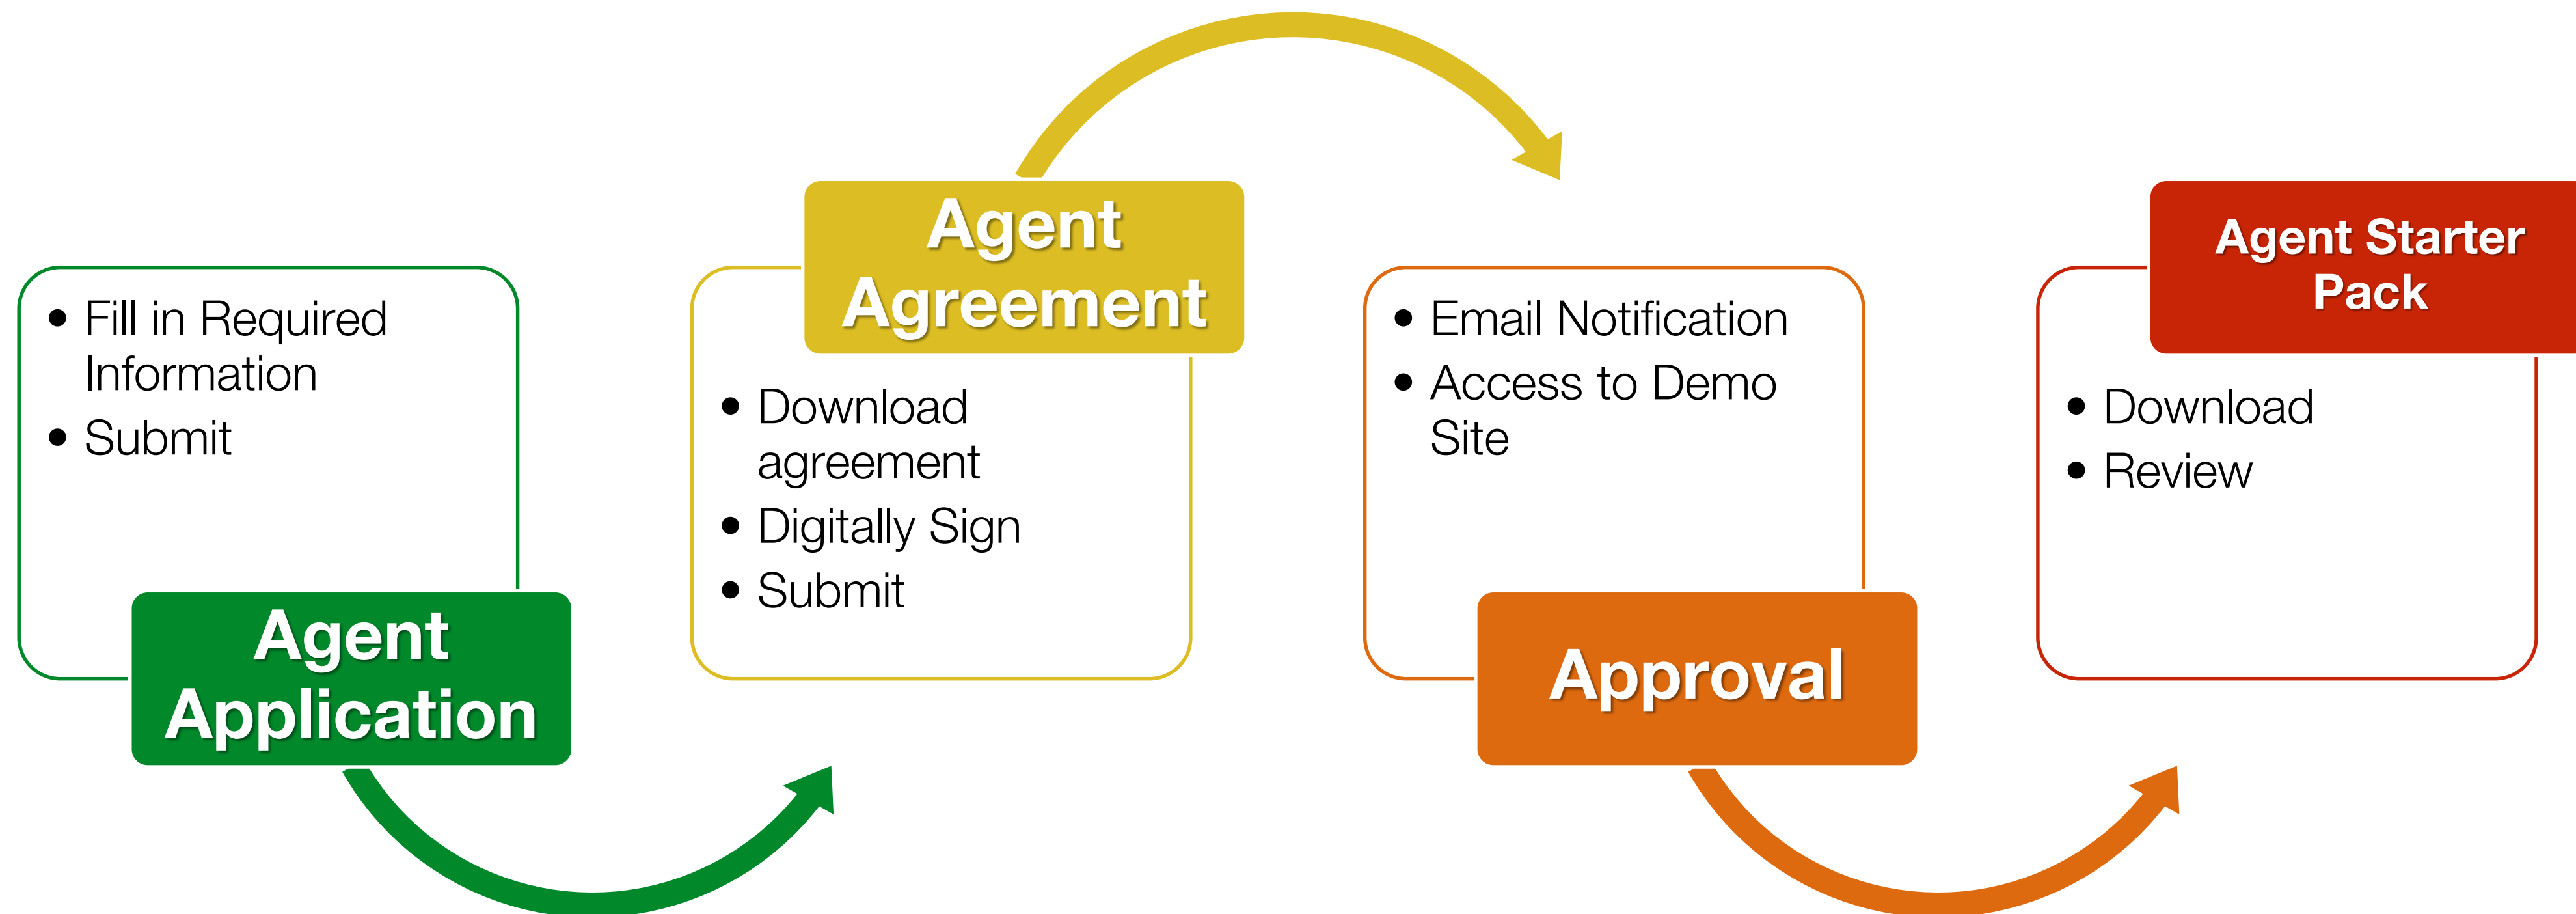 • Fill in Required
Information
• Submit
Agent
Application
Agent
Agreement
• Download
agreement
• Digitally Sign
• Submit
• Email Notification
• Access to Demo
Site
Approval
Agent Starter
Pack
• Download
• Review